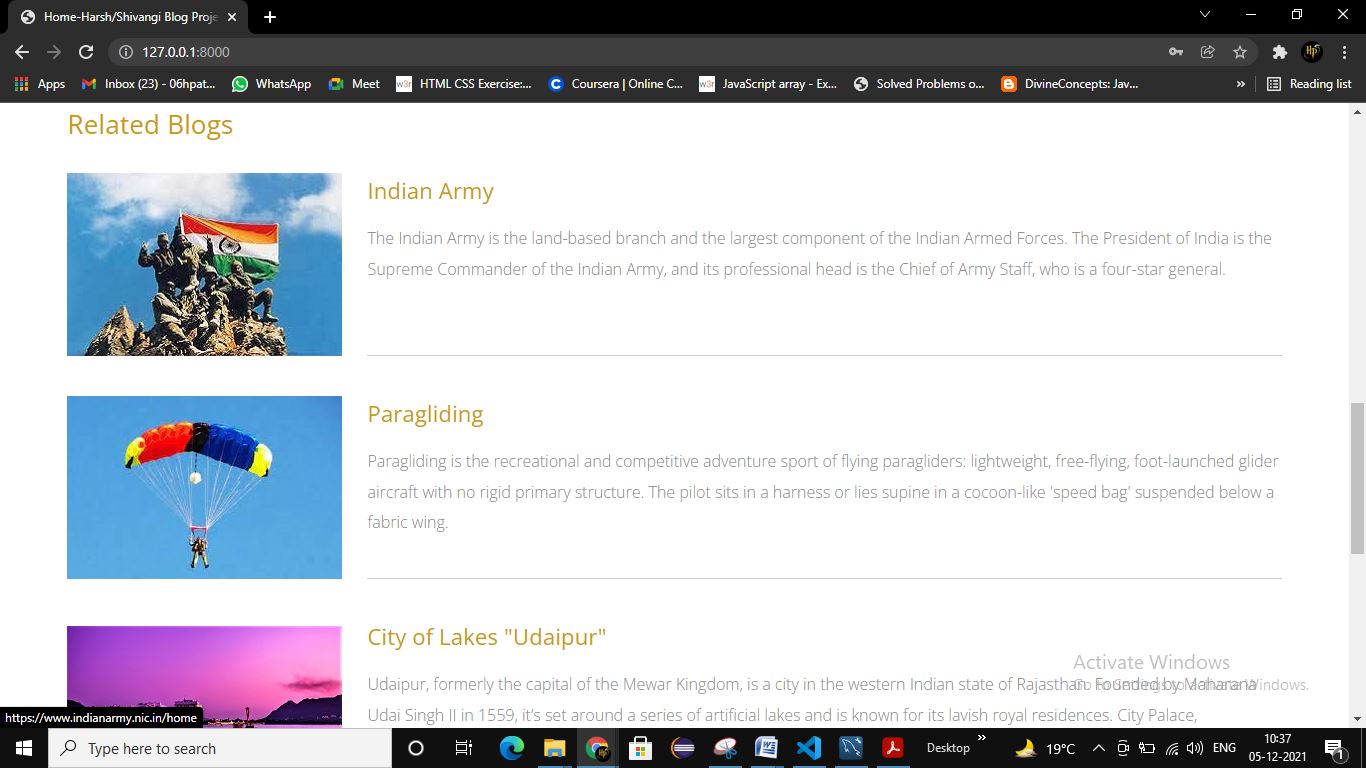 Home-Harsh/Shivangi Blog Proje
127.0.0.1:8000
Apps Inbox (23) - 06hpat... WhatsApp Meet HTML CSS Exercise:... Coursera | Online C... JavaScript array - Ex... Solved Problems o... DivineConcepts: Jav... » Reading list
Related Blogs
Indian Army
The Indian Army is the land-based branch and the largest component of the Indian Armed Forces. The President of India is the
Supreme Commander of the Indian Army, and its professional head is the Chief of Army Staff, who is a four-star general.
Paragliding
Paragliding is the recreational and competitive adventure sport of flying paragliders: lightweight, free-flying, foot-launched glider
aircraft with no rigid primary structure. The pilot sits in a harness or lies supine in a cocoon-like 'speed bag' suspended below a
fabric wing.
City of Lakes "Udaipur"
Udaipur, formerly the capital of the Mewar Kingdom, is a city in the western Indian state of Rajasthan. Founded by Maharana
Udai Singh II in 1559, it's set around a series of artificial lakes and is known for its lavish royal residences. City Palace,
Activate Windows
Go to Settings to Activate Windows.
https://www.indianarmy.nic.in/home
Type here to search
Desktop » 19°C ENG 10:37
05-12-2021 1